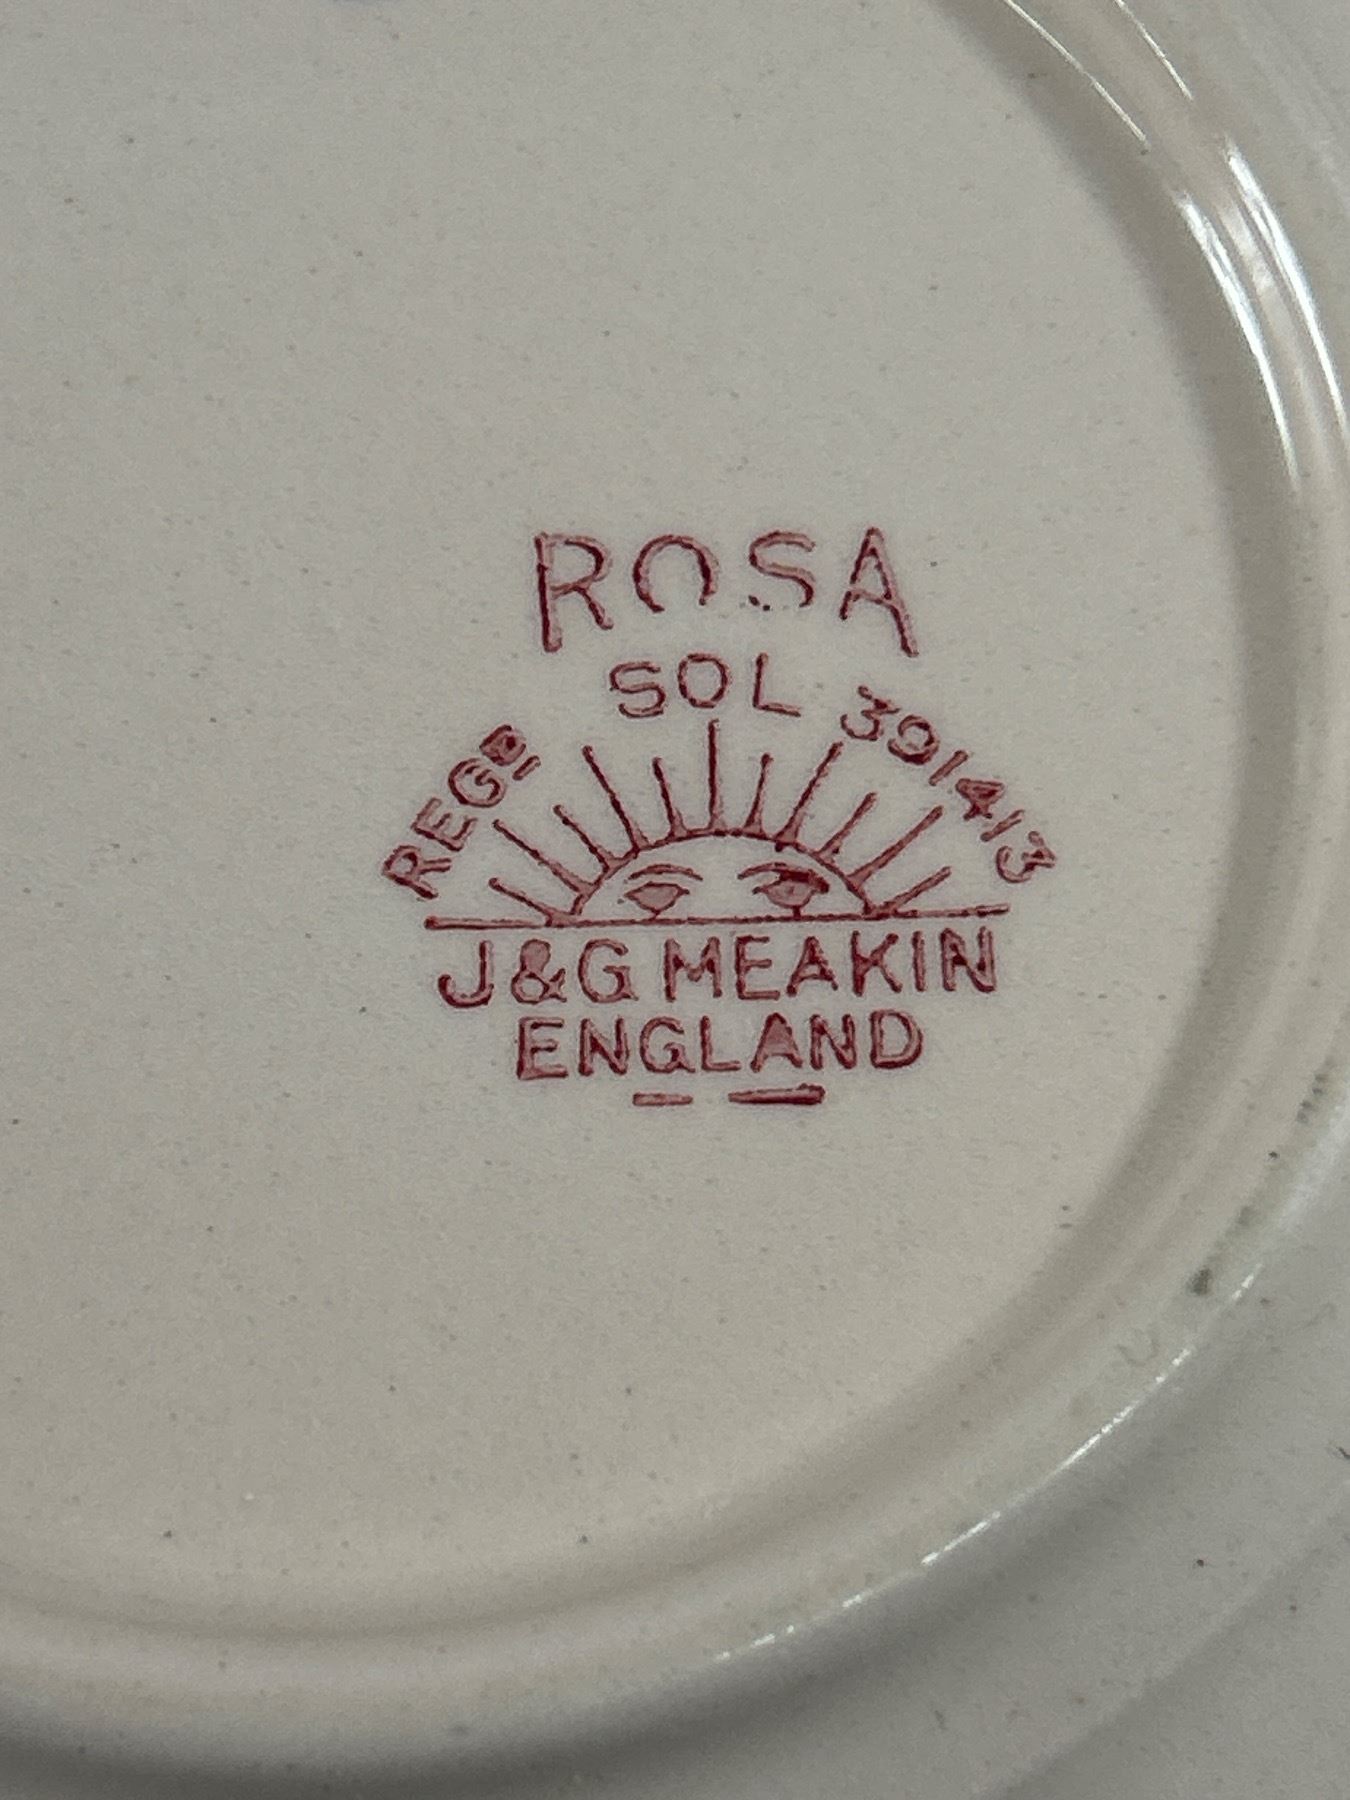 ROSA
SOL
REGD 391413
J&G MEAKIN
ENGLAND